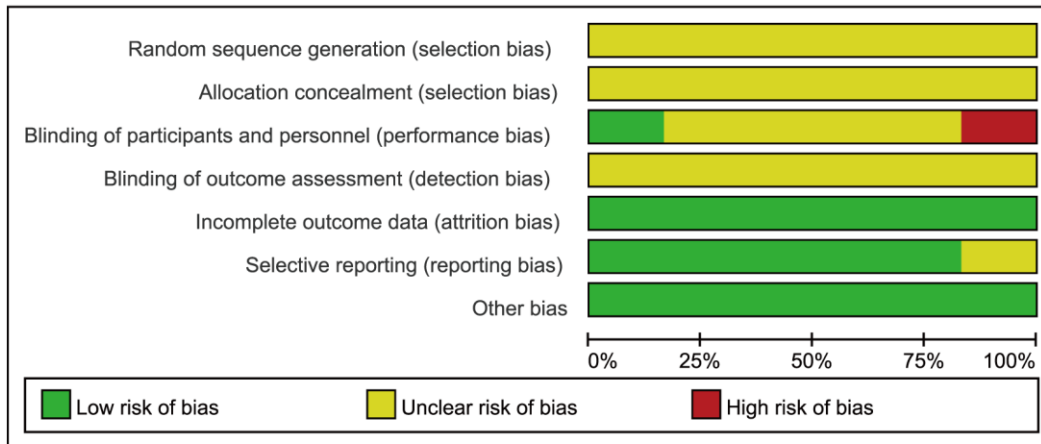 Random sequence generation (selection bias)
Allocation concealment (selection bias)
Blinding of participants and personnel (performance bias)
Blinding of outcome assessment (detection bias)
Incomplete outcome data (attrition bias)
Selective reporting (reporting bias)
Other bias
0% 25% 50% 75% 100%
Low risk of bias Unclear risk of bias High risk of bias